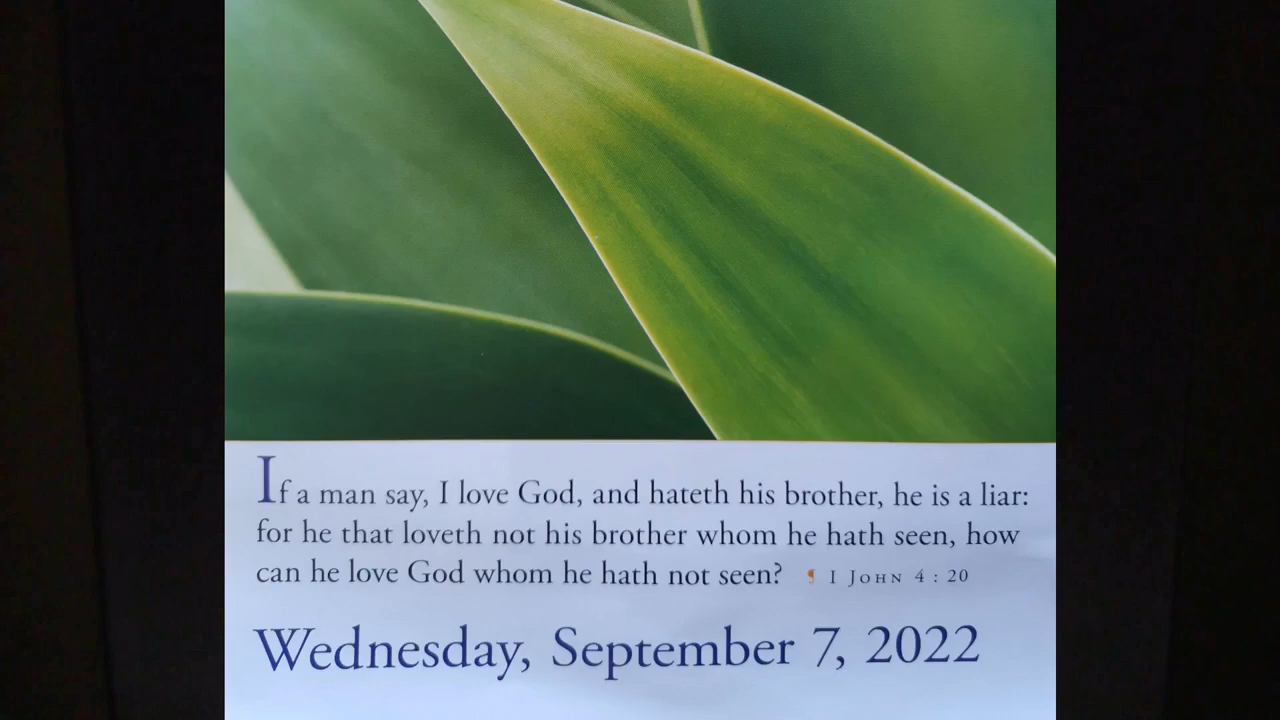 If a man say, I love God, and hateth his brother, he is a liar:
for he that loveth not his brother whom he hath seen, how
can he love God whom he hath not seen? ¶ I JOHN 4 : 20
Wednesday, September 7, 2022